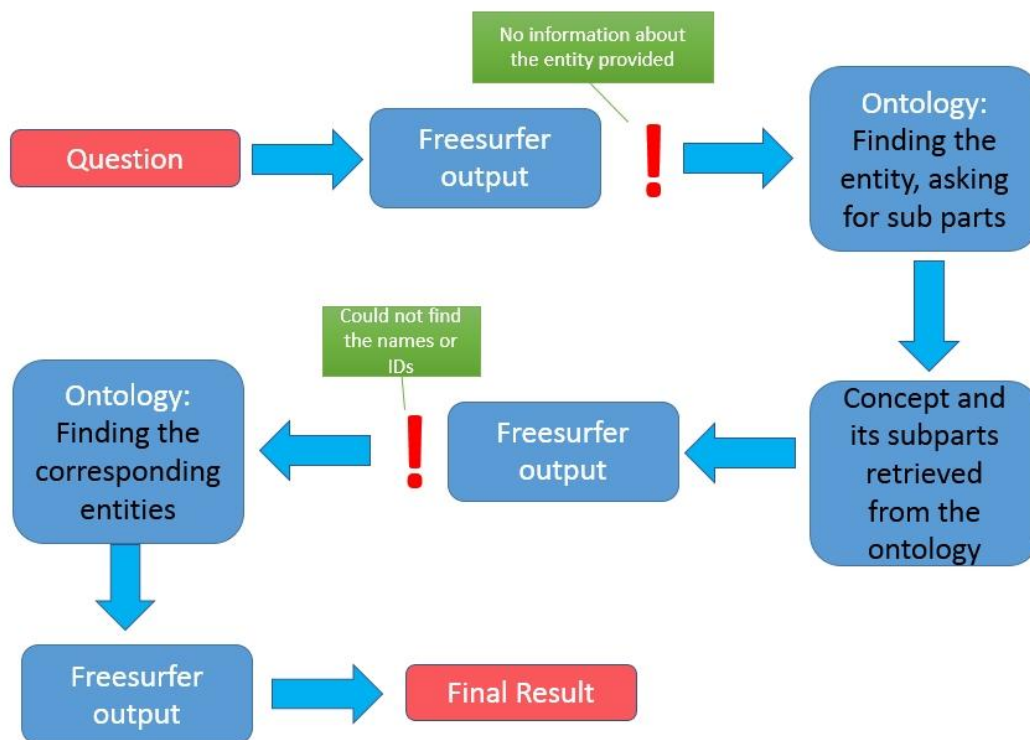 No information about
the entity provided
Question
Freesurfer
output
!
Ontology:
Finding the
entity, asking
for sub parts
Concept and
its subparts
retrieved
from the
ontology
Freesurfer
output
Could not find
the names or
IDs
!
Ontology:
Finding the
corresponding
entities
Freesurfer
output
Final Result